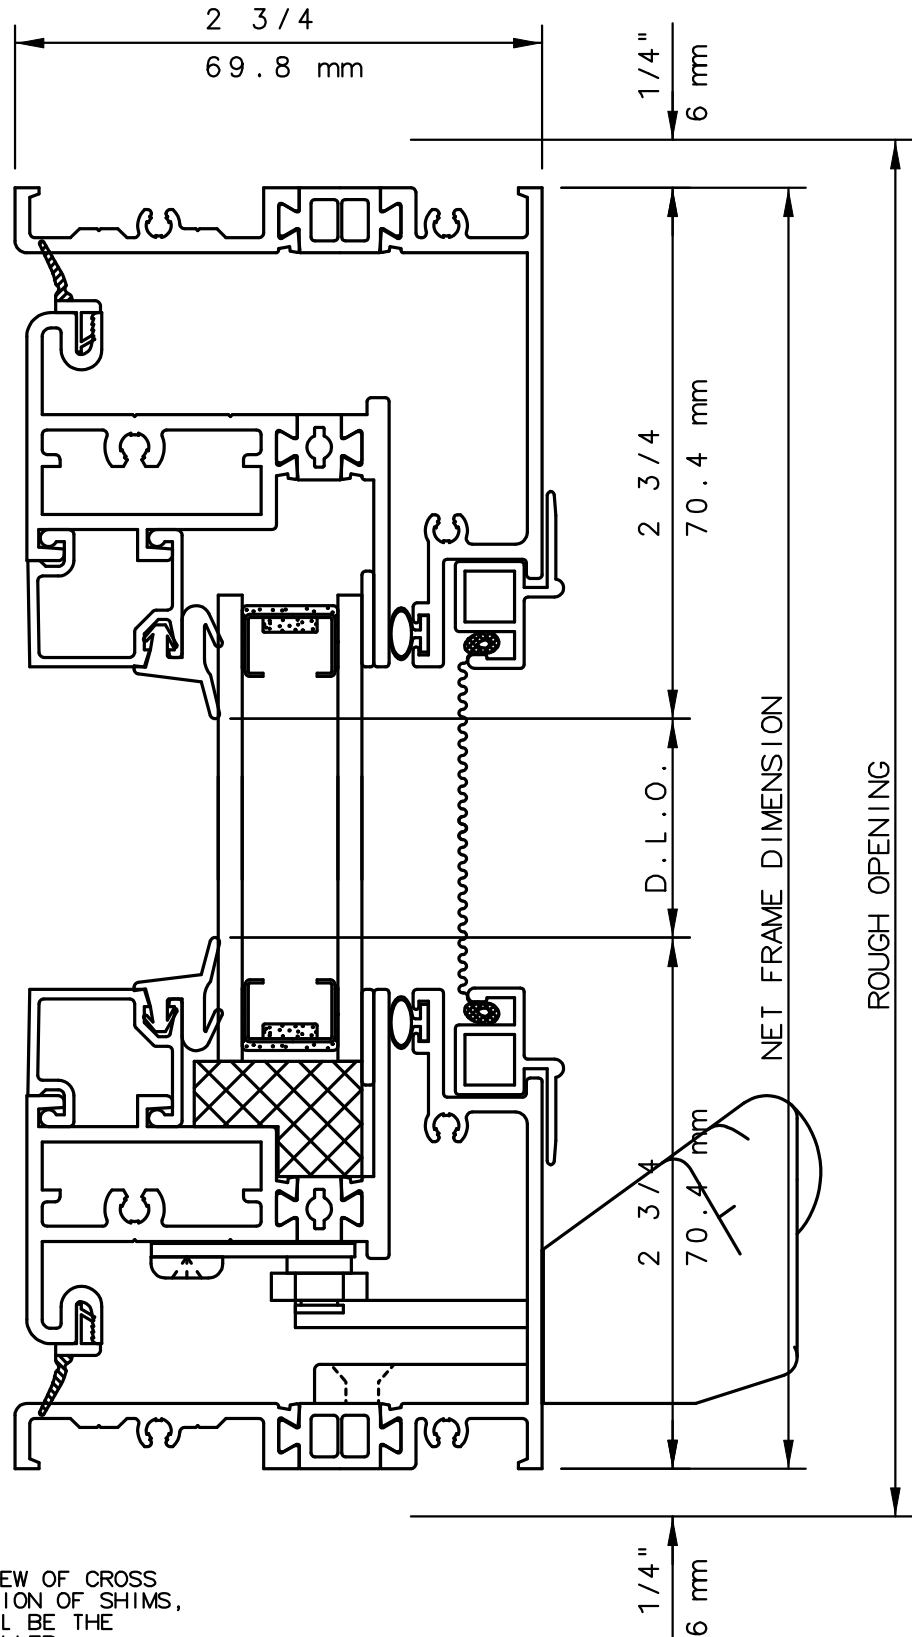 2 3/4
69.8 mm
1/4"
6 mm
2 3/4
70.4 mm
D.L.O.
NET FRAME DIMENSION
ROUGH OPENING
2 3/4
70.4 mm
1/4"
6 mm
EW OF CROSS
ION OF SHIMS,
L BE THE